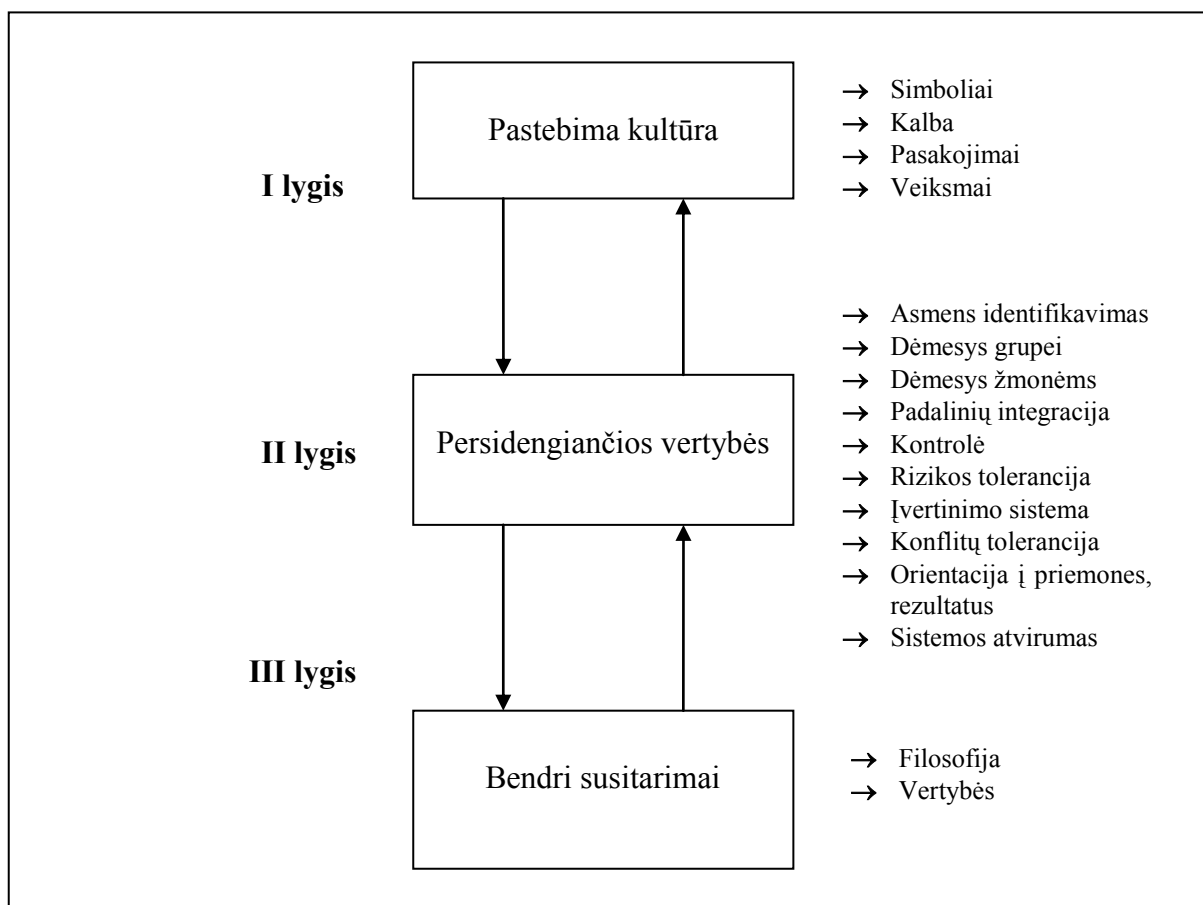 Pastebima kultūra
I lygis
→ Simboliai
→ Kalba
→ Pasakojimai
→ Veiksmai
Persidengiančios vertybės
II lygis
→ Asmens identifikavimas
→ Dėmesys grupei
→ Dėmesys žmonėms
→ Padalinių integracija
→ Kontrolė
→ Rizikos tolerancija
→ Įvertinimo sistema
→ Konflitų tolerancija
→ Orientacija į priemones,
rezultatus
→ Sistemos atvirumas
III lygis
Bendri susitarimai
→ Filosofija
→ Vertybės